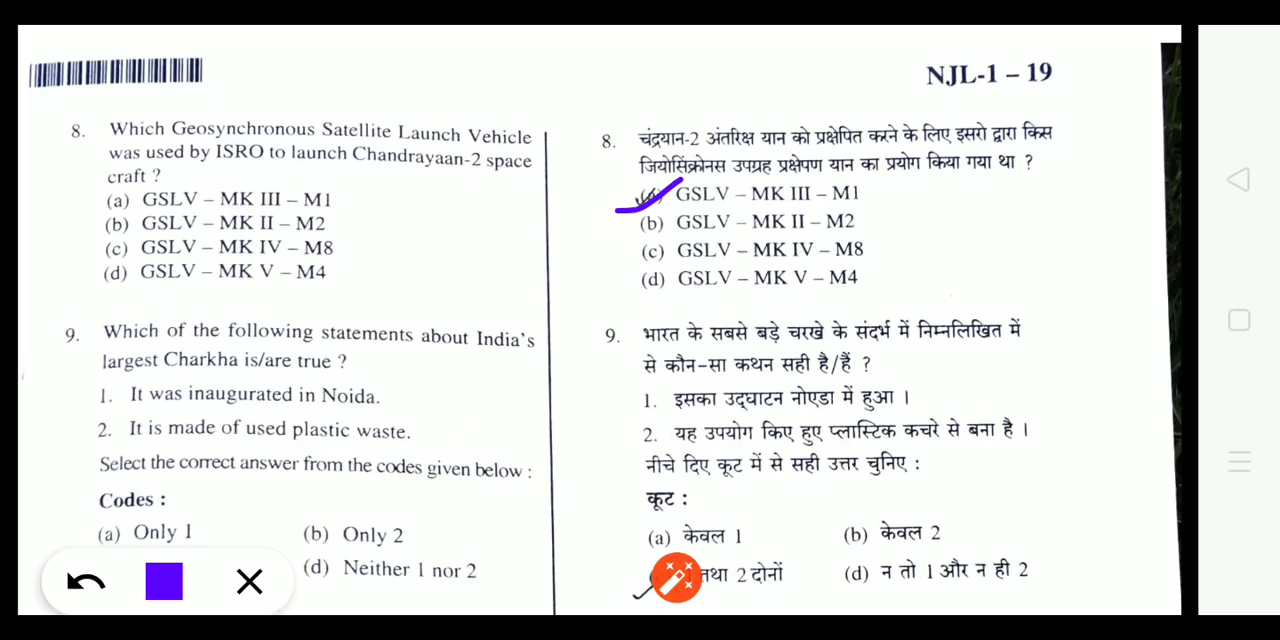 NJL-1 – 19
8. Which Geosynchronous Satellite Launch Vehicle
was used by ISRO to launch Chandrayaan-2 space
craft ?
(a) GSLV – MK III – M1
(b) GSLV – MK II – M2
(c) GSLV – MK IV – M8
(d) GSLV – MK V – M4
9. Which of the following statements about India's
largest Charkha is/are true ?
1. It was inaugurated in Noida.
2. It is made of used plastic waste.
Select the correct answer from the codes given below :
Codes :
(a) Only 1 (b) Only 2
(d) Neither 1 nor 2
8. चंद्रयान-2 अंतरिक्ष यान को प्रक्षेपित करने के लिए इसरो द्वारा किस
जियोसिंक्रोनस उपग्रह प्रक्षेपण यान का प्रयोग किया गया था ?
GSLV – MK III – M1
(b) GSLV – MK II – M2
(c) GSLV – MK IV – M8
(d) GSLV – MK V – M4
9. भारत के सबसे बड़े चरखे के संदर्भ में निम्नलिखित में
से कौन-सा कथन सही है/हैं ?
1. इसका उद्घाटन नोएडा में हुआ ।
2. यह उपयोग किए हुए प्लास्टिक कचरे से बना है ।
नीचे दिए कूट में से सही उत्तर चुनिए :
कूट :
(a) केवल 1 (b) केवल 2
तथा 2 दोनों (d) न तो 1 और न ही 2